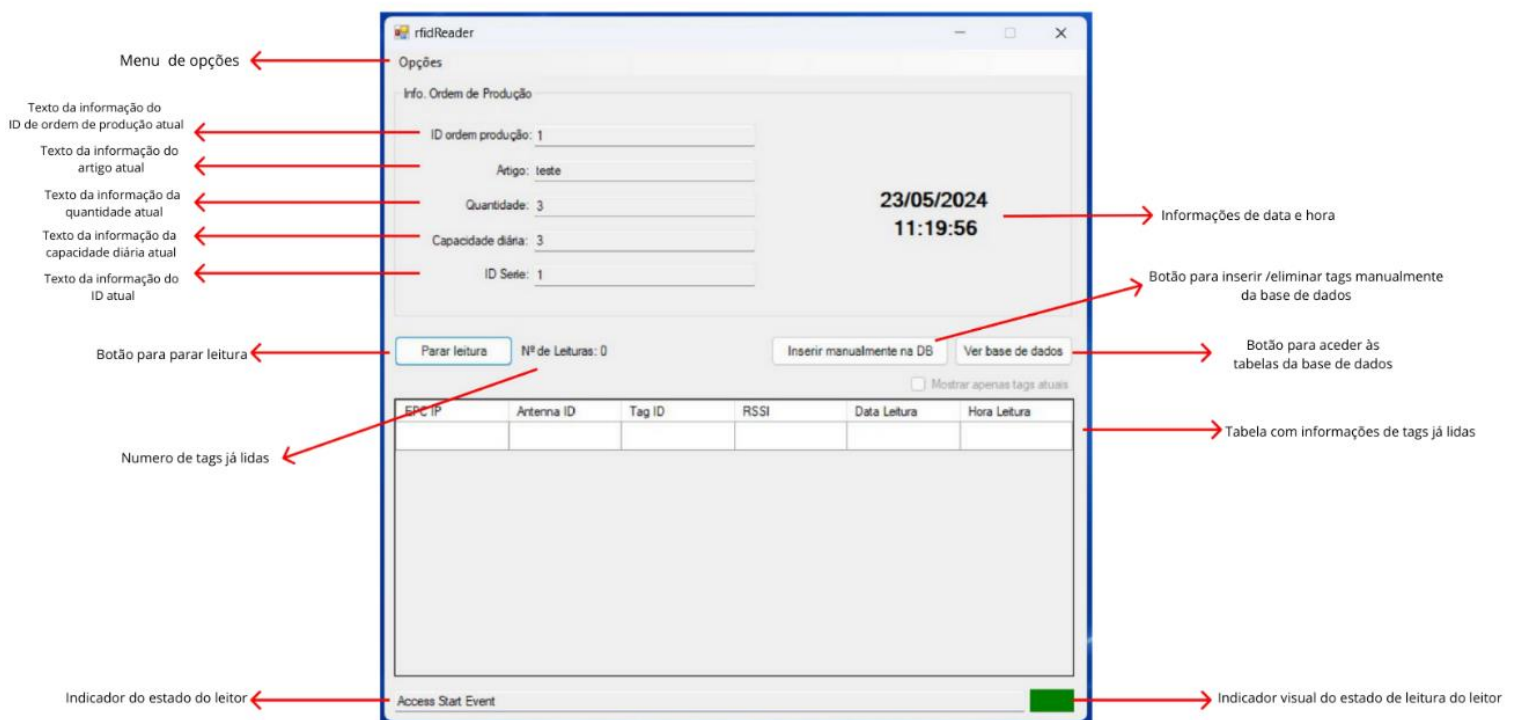 rfidReader
Menu de opções
Opções
Info. Ordem de Produção
Texto da informação do
ID de ordem de produção atual
ID ordem produção: 1
Texto da informação do
artigo atual
Artigo: teste
Texto da informação da
quantidade atual
Quantidade: 3
Texto da informação da
capacidade diária atual
Capacidade diária: 3
Texto da informação do
ID atual
ID Serie: 1
23/05/2024
11:19:56
Informações de data e hora
Botão para inserir /eliminar tags manualmente
da base de dados
Botão para parar leitura
Parar leitura
Nº de Leituras: 0
Inserir manualmente na DB
Ver base de dados
Botão para aceder às
tabelas da base de dados
Mostrar apenas tags atuais
EPC IP Antenna ID Tag ID RSSI Data Leitura Hora Leitura
Tabela com informações de tags já lidas
Numero de tags já lidas
Indicador do estado do leitor
Access Start Event
Indicador visual do estado de leitura do leitor